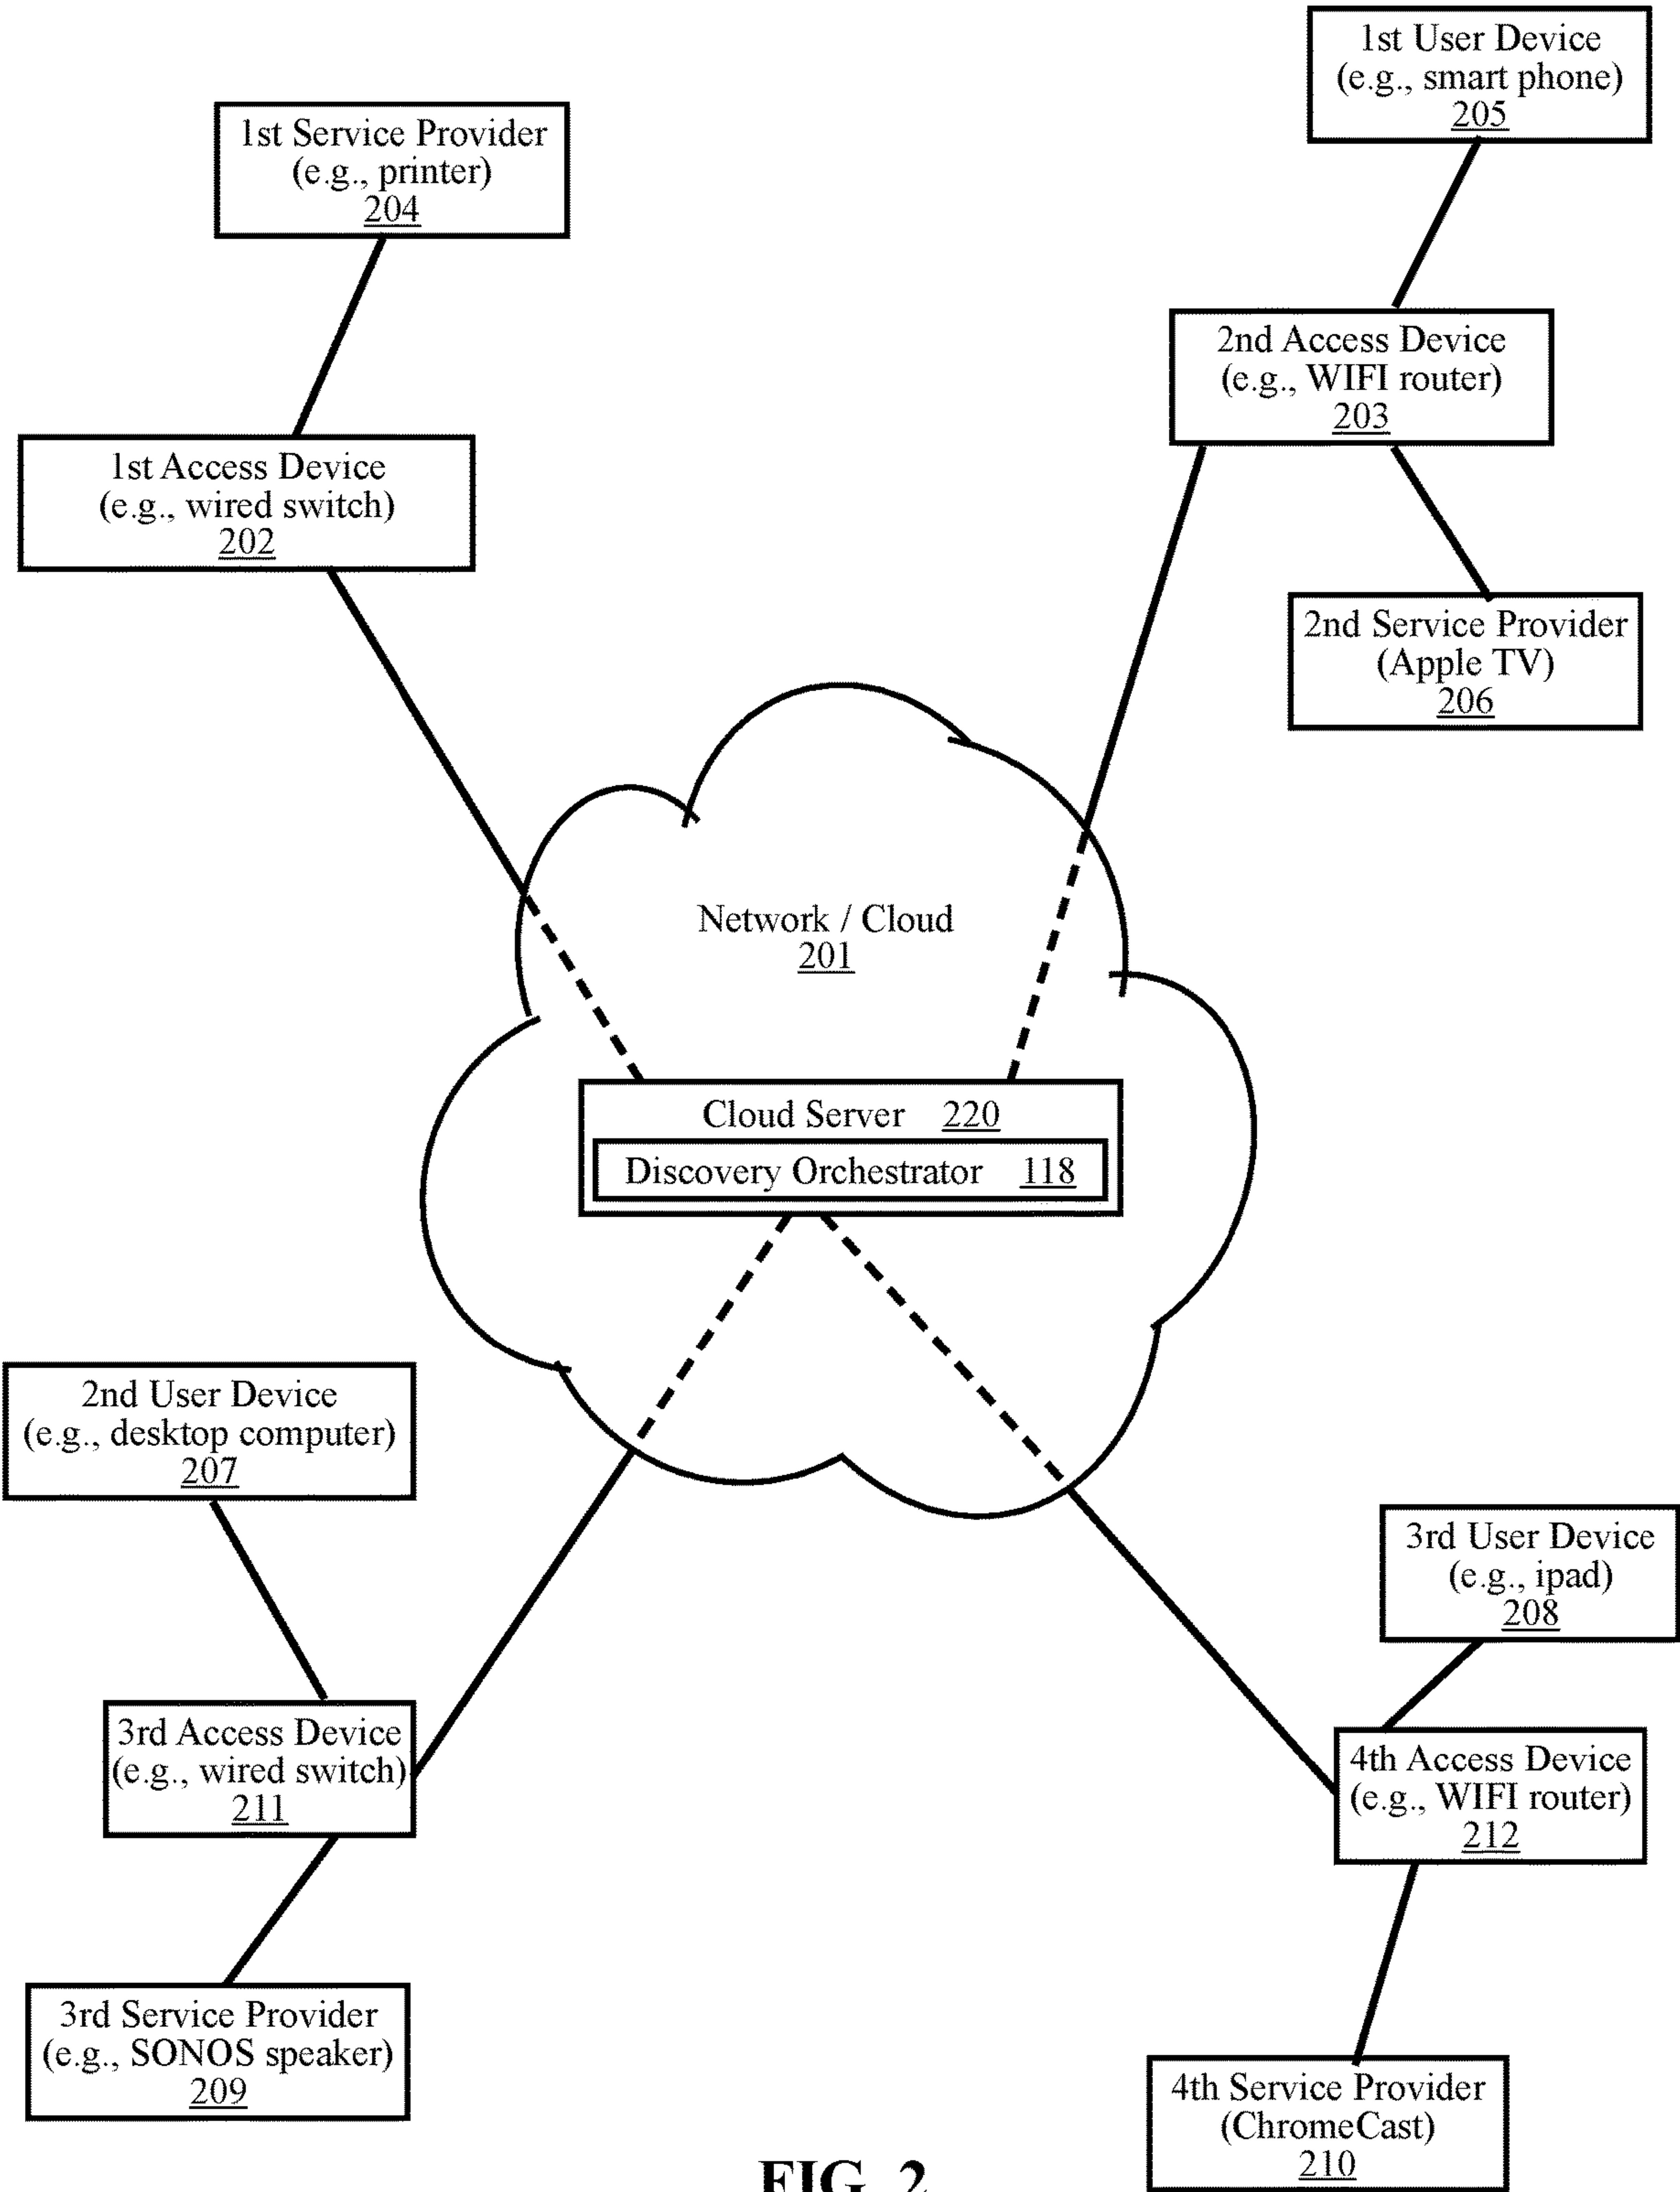 1st User Device
(e.g., smart phone)
205
1st Service Provider
(e.g., printer)
204
2nd Access Device
(e.g., WIFI router)
203
1st Access Device
(e.g., wired switch)
202
2nd Service Provider
(Apple TV)
206
Network / Cloud
201
Cloud Server 220
Discovery Orchestrator 118
2nd User Device
(e.g., desktop computer)
207
3rd User Device
(e.g., ipad)
208
3rd Access Device
(e.g., wired switch)
211
4th Access Device
(e.g., WIFI router)
212
3rd Service Provider
(e.g., SONOS speaker)
209
4th Service Provider
(ChromeCast)
210
FIG. 2